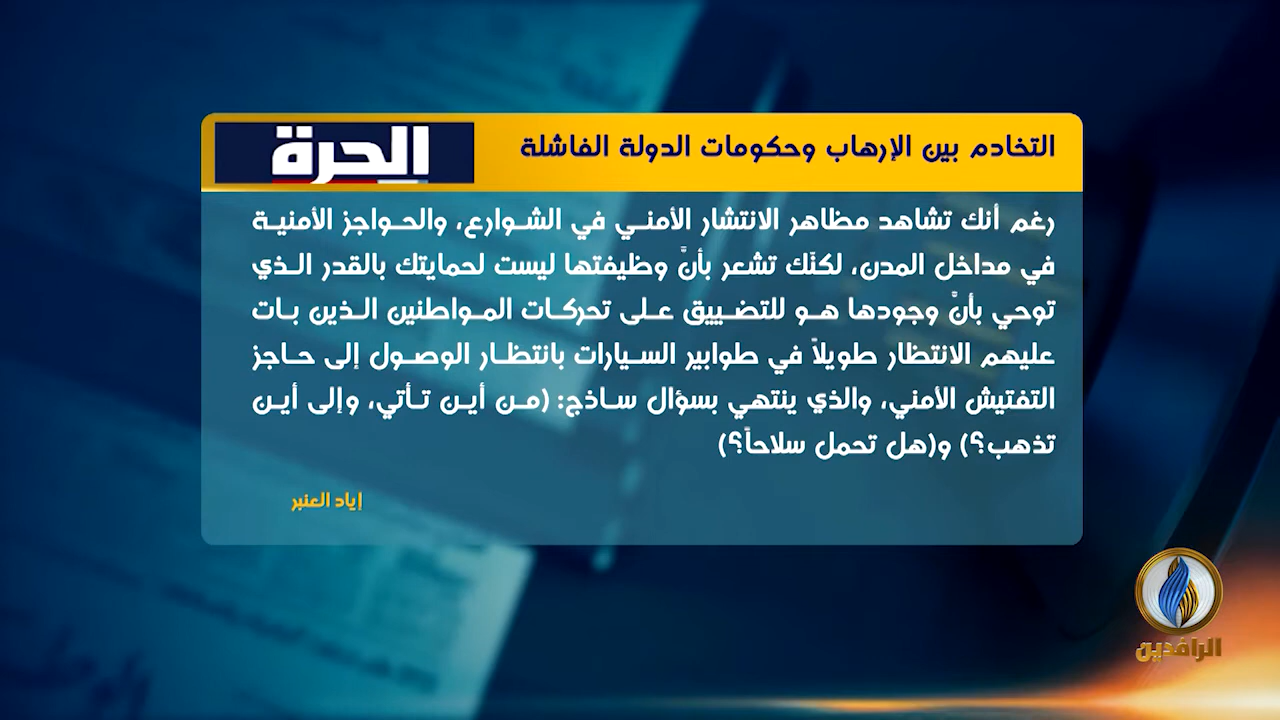 التخادم بين الإرهاب وحكومات الدولة الفاشلة
الحرة
رغم أنك تشاهد مظاهر الانتشار الأمني في الشوارع، والحواجز الأمنية
في مداخل المدن، لكنّك تشعر بأنَّ وظيفتها ليست لحمايتك بالقدر الذي
توحي بأنَّ وجودها هو للتضييق على تحركات المواطنين الذين بات
عليهم الانتظار طويلاً في طوابير السيارات بانتظار الوصول إلى حاجز
التفتيش الأمني، والذي ينتهي بسؤال ساذج: (من أين تأتي، وإلى أين
تذهب؟) و(هل تحمل سلاحاً؟)
إياد العنبر
الرافدين